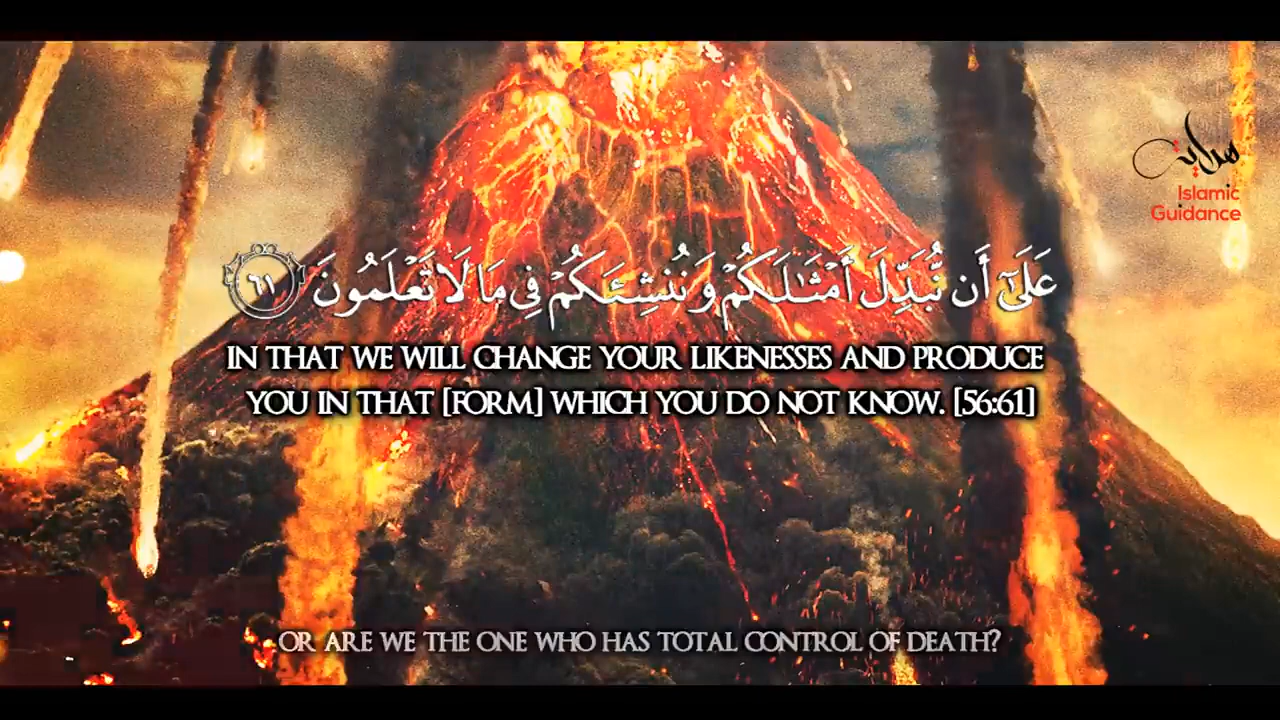 هداية
Islamic
Guidance
عَلَىٰٓ أَن نُّبَدِّلَ أَمْثَـٰلَكُمْ وَنُنشِئَكُمْ فِى مَا لَا تَعْلَمُونَ ٦١
IN THAT WE WILL CHANGE YOUR LIKENESSES AND PRODUCE
YOU IN THAT [FORM] WHICH YOU DO NOT KNOW. [56:61]
OR ARE WE THE ONE WHO HAS TOTAL CONTROL OF DEATH?